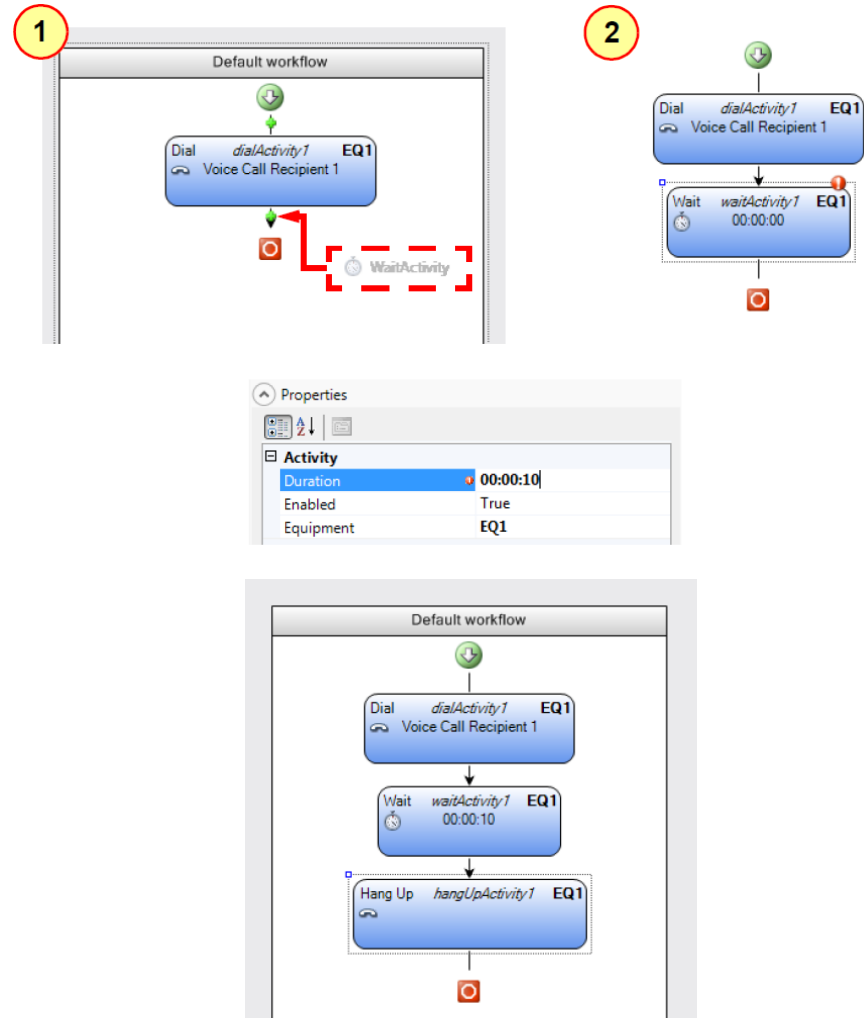 1
Default workflow
Dial dialActivity1 EQ1
Voice Call Recipient 1
WaitActivity
2
Dial dialActivity1 EQ1
Voice Call Recipient 1
Wait waitActivity1 EQ1
00:00:00
Properties
Activity
Duration 00:00:10
Enabled True
Equipment EQ1
Default workflow
Dial dialActivity1 EQ1
Voice Call Recipient 1
Wait waitActivity1 EQ1
00:00:10
Hang Up hangUpActivity1 EQ1